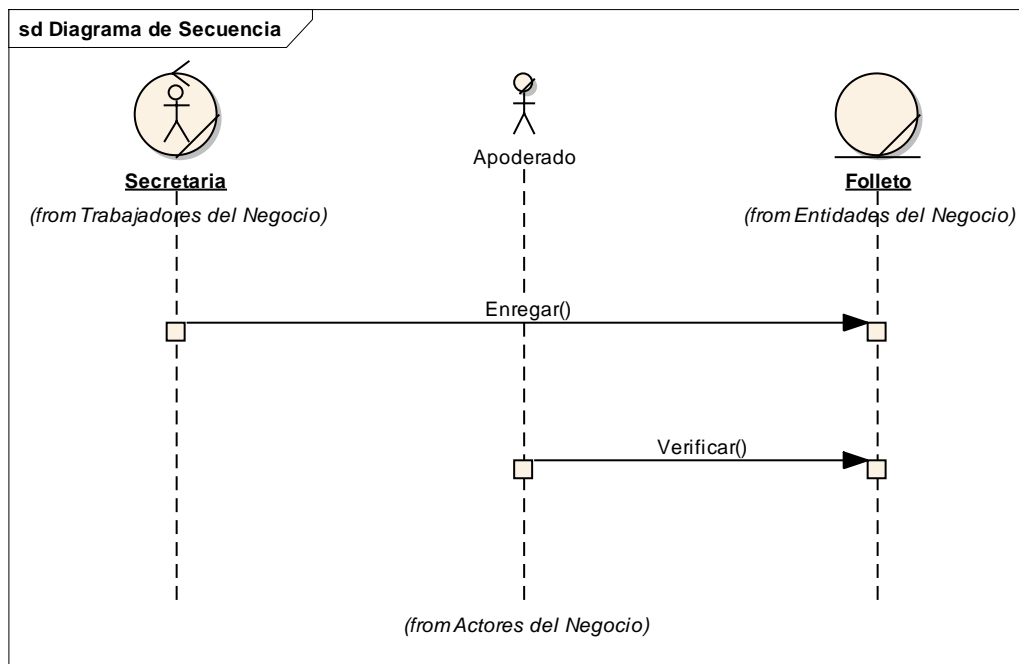 sd Diagrama de Secuencia
Apoderado
Secretaria
Folleto
(from Trabajadores del Negocio)
(from Entidades del Negocio)
Enregar()
Verificar()
(from Actores del Negocio)